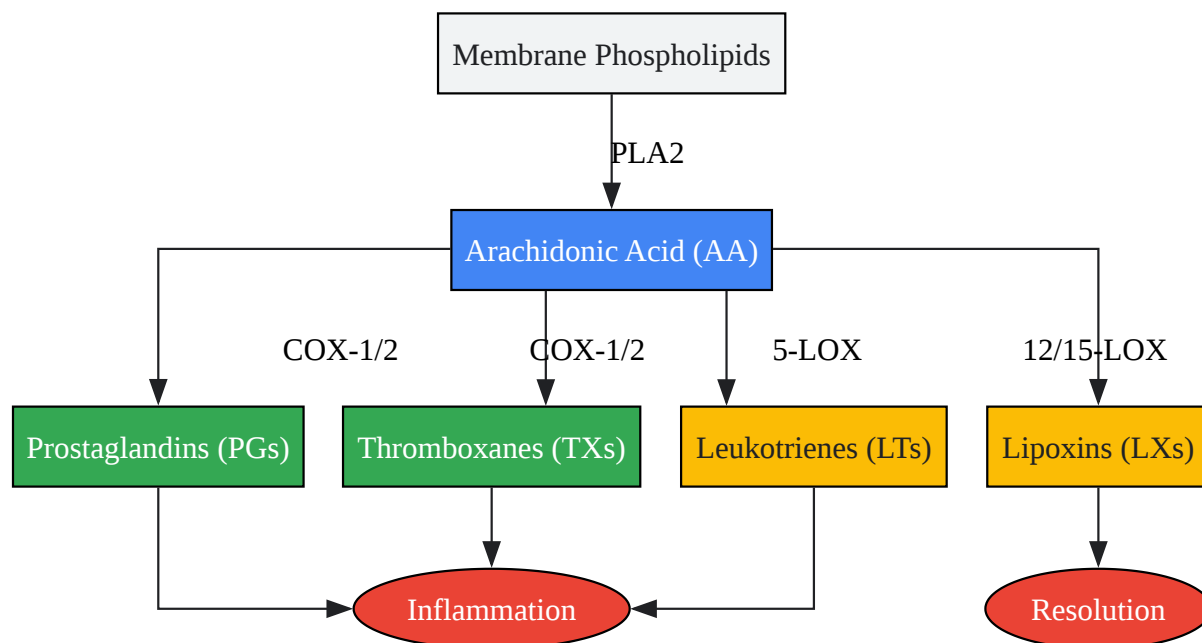 Membrane Phospholipids
PLA2
Arachidonic Acid (AA)
COX-1/2
COX-1/2
5-LOX
12/15-LOX
Prostaglandins (PGs)
Thromboxanes (TXs)
Leukotrienes (LTs)
Lipoxins (LXs)
Inflammation
Resolution